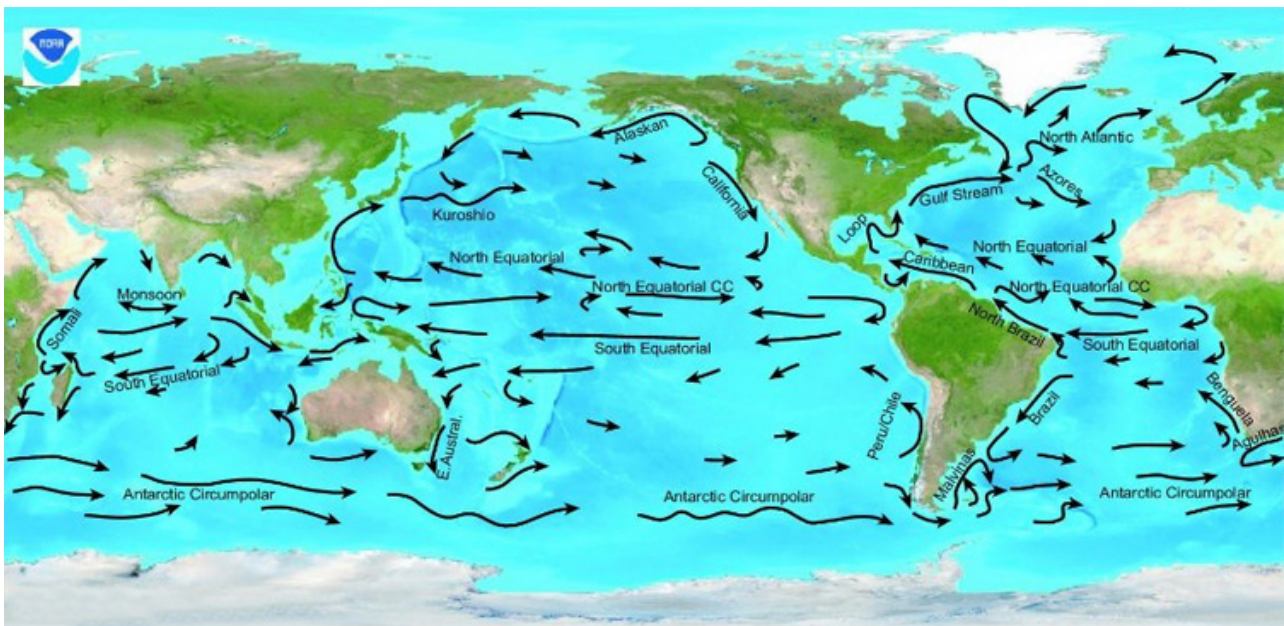 NOAA
Alaskan
North Atlantic
California
Azores
Gulf Stream
Kuroshio
Loop
North Equatorial
North Equatorial
Caribbean
Monsoon
North Equatorial CC
North Equatorial CC
Somali
North Brazil
South Equatorial
South Equatorial
South Equatorial
Benguela
Brazil
Peru/Chile
E.Austral.
Agulhas
Malvinas
Antarctic Circumpolar
Antarctic Circumpolar
Antarctic Circumpolar